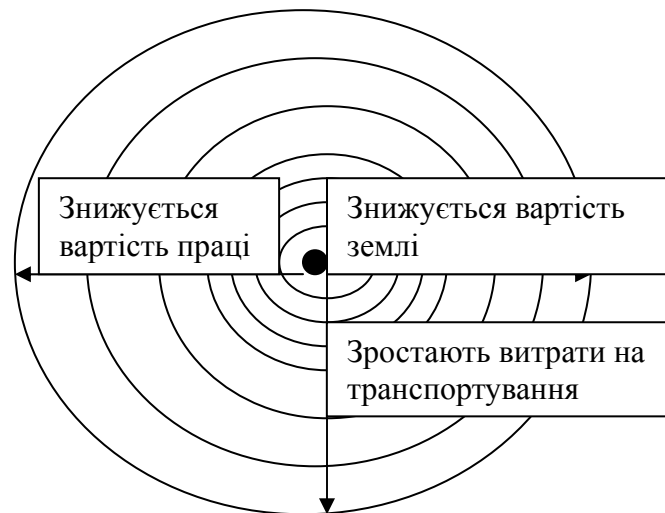 Знижується
вартість праці
Знижується вартість
землі
Зростають витрати на
транспортування